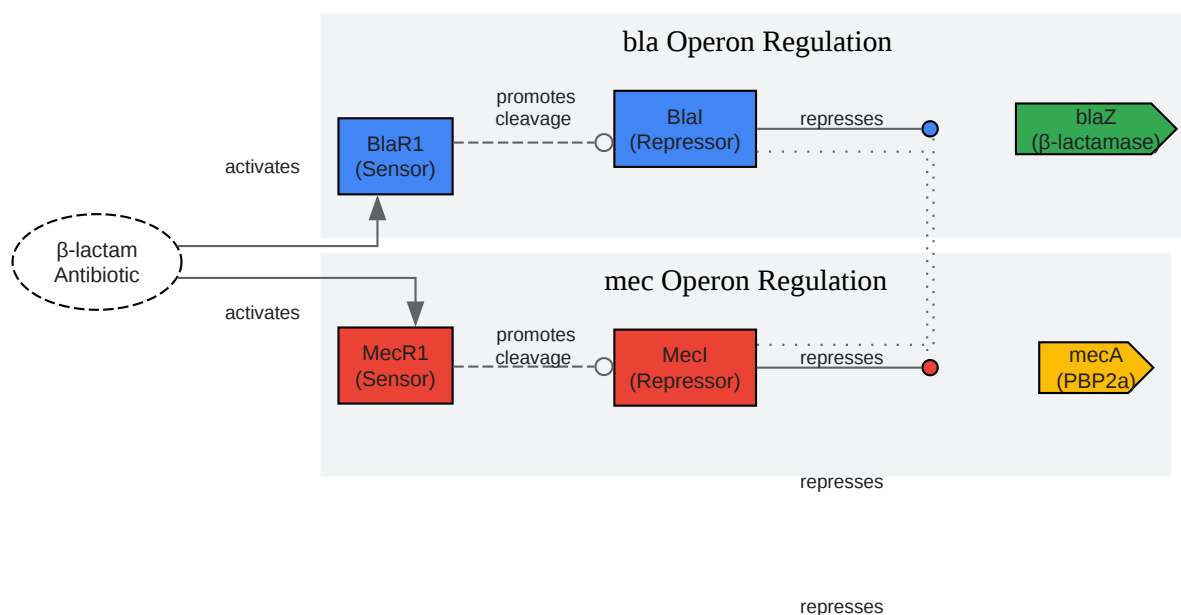 bla Operon Regulation
promotes
cleavage
BlaI
(Repressor)
represses
blaZ
(β-lactamase)
BlaR1
(Sensor)
activates
β-lactam
Antibiotic
mec Operon Regulation
activates
MecR1
(Sensor)
promotes
cleavage
MecI
(Repressor)
represses
mecA
(PBP2a)
represses
represses